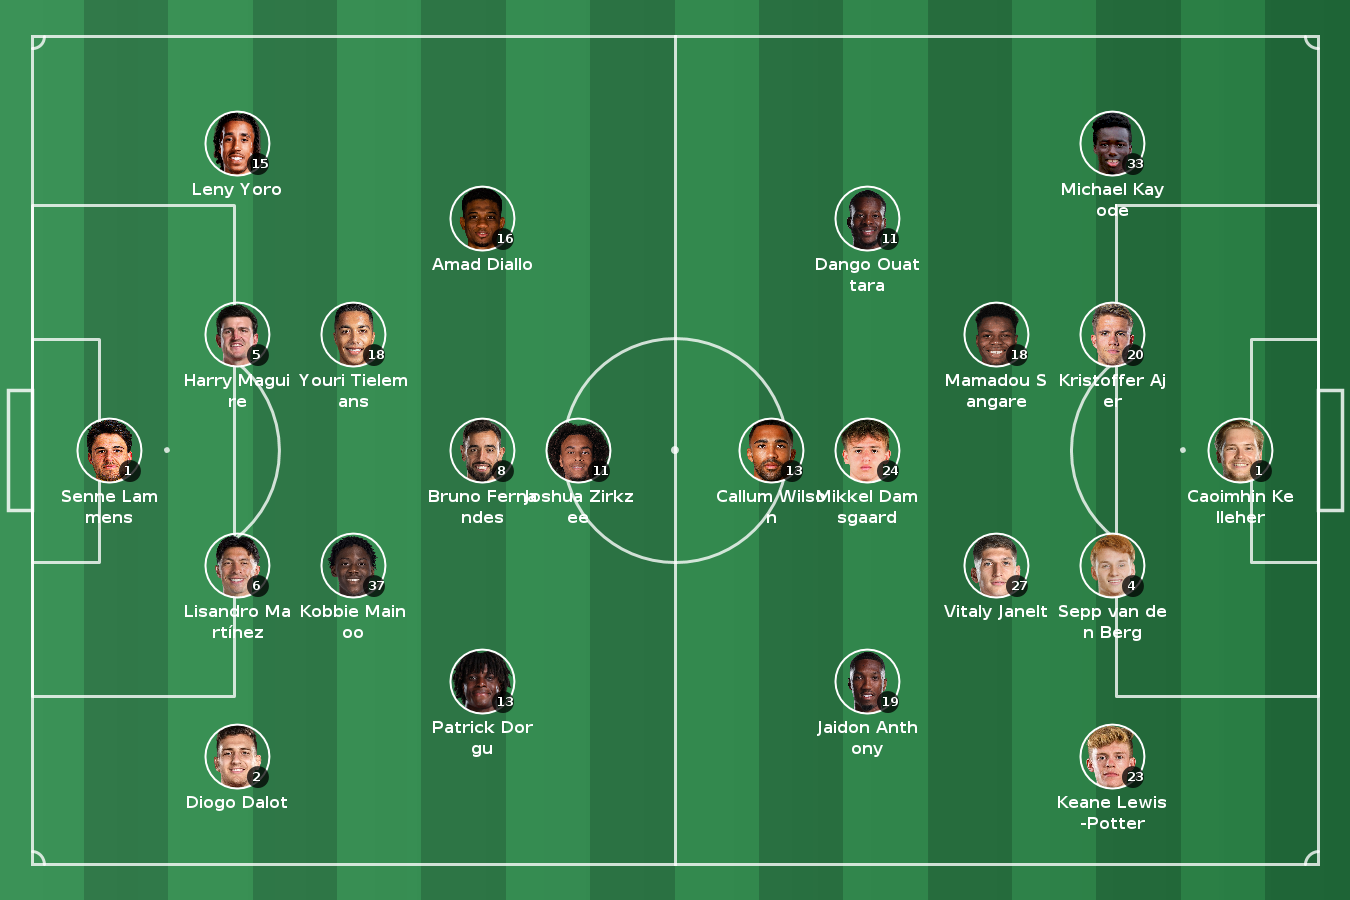 15
Leny Yoro
33
Michael Kay
ode
16
Amad Diallo
11
Dango Ouat
tara
5
Harry Magui
re
18
Youri Tielem
ans
18
Mamadou S
angare
20
Kristoffer Aj
er
1
Senne Lam
mens
8
Bruno Ferna
ndes
11
Joshua Zirkz
ee
13
Callum Wilso
n
24
Mikkel Dam
sgaard
1
Caoimhin Ke
lleher
6
Lisandro Ma
rtínez
37
Kobbie Main
oo
27
Vitaly Janelt
4
Sepp van de
n Berg
13
Patrick Dor
gu
19
Jaidon Anth
ony
2
Diogo Dalot
23
Keane Lewis
-Potter